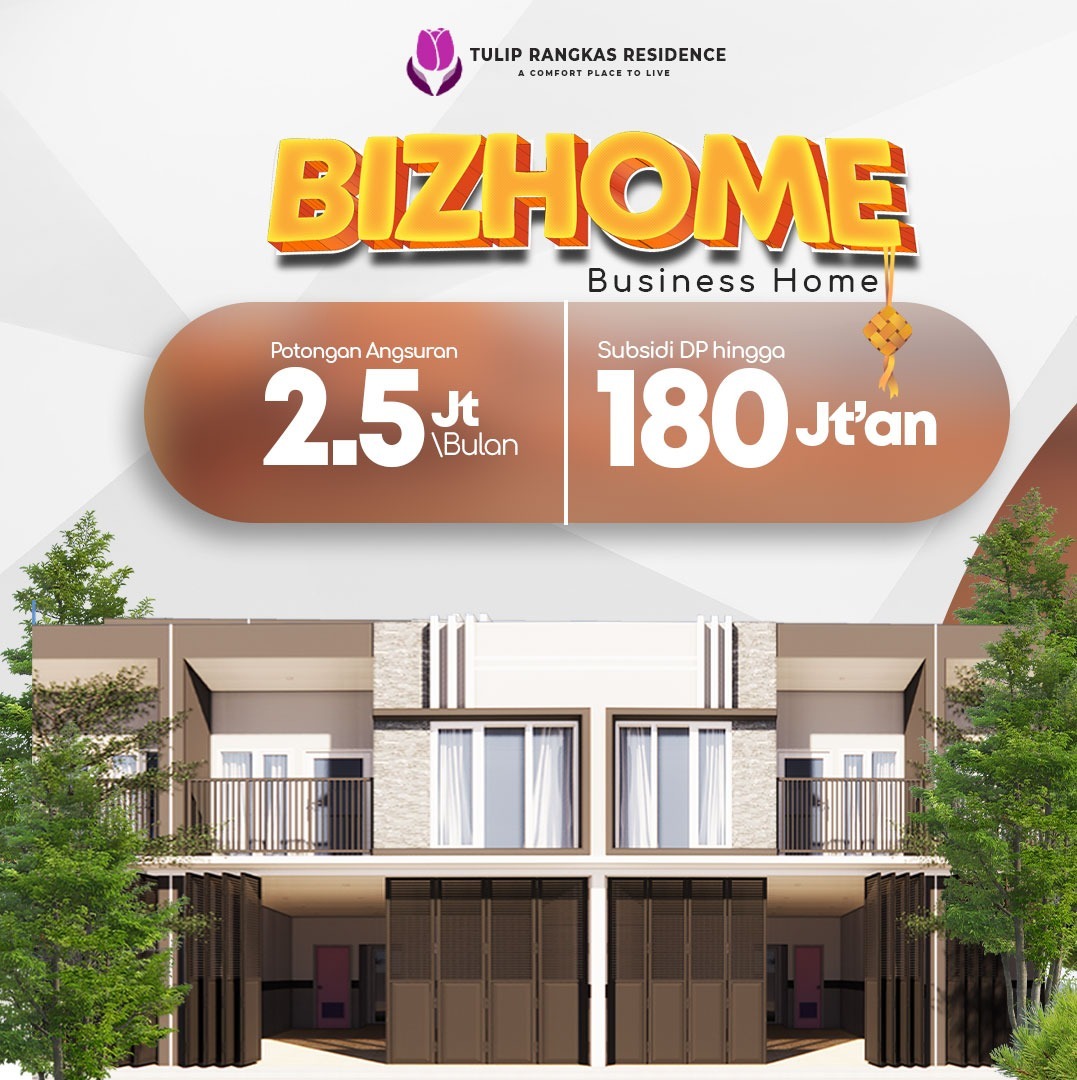 TULIP RANGKAS RESIDENCE
A COMFORT PLACE TO LIVE
BIZHOME
Business Home
Potongan Angsuran
2.5 Jt
\Bulan
Subsidi DP hingga
180 Jt'an